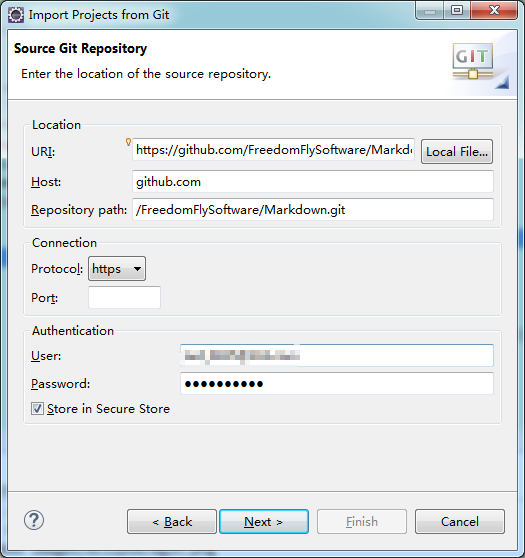 Import Projects from Git
Source Git Repository
Enter the location of the source repository.
GIT
Location
URI:
https://github.com/FreedomFlySoftware/Markd
Local File...
Host:
github.com
Repository path:
/FreedomFlySoftware/Markdown.git
Connection
Protocol:
https
Port:
Authentication
User:
Password:
●●●●●●●●●●
Store in Secure Store
?
< Back
Next >
Finish
Cancel